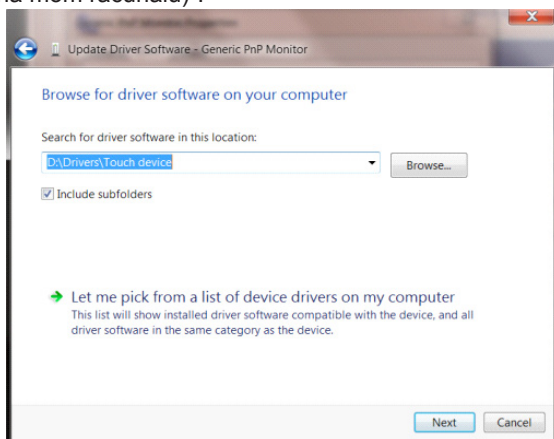 Update Driver Software - Generic PnP Monitor
Browse for driver software on your computer
Search for driver software in this location:
D:\Drivers\Touch device
Browse...
Include subfolders
Let me pick from a list of device drivers on my computer
This list will show installed driver software compatible with the device, and all
driver software in the same category as the device.
Next Cancel